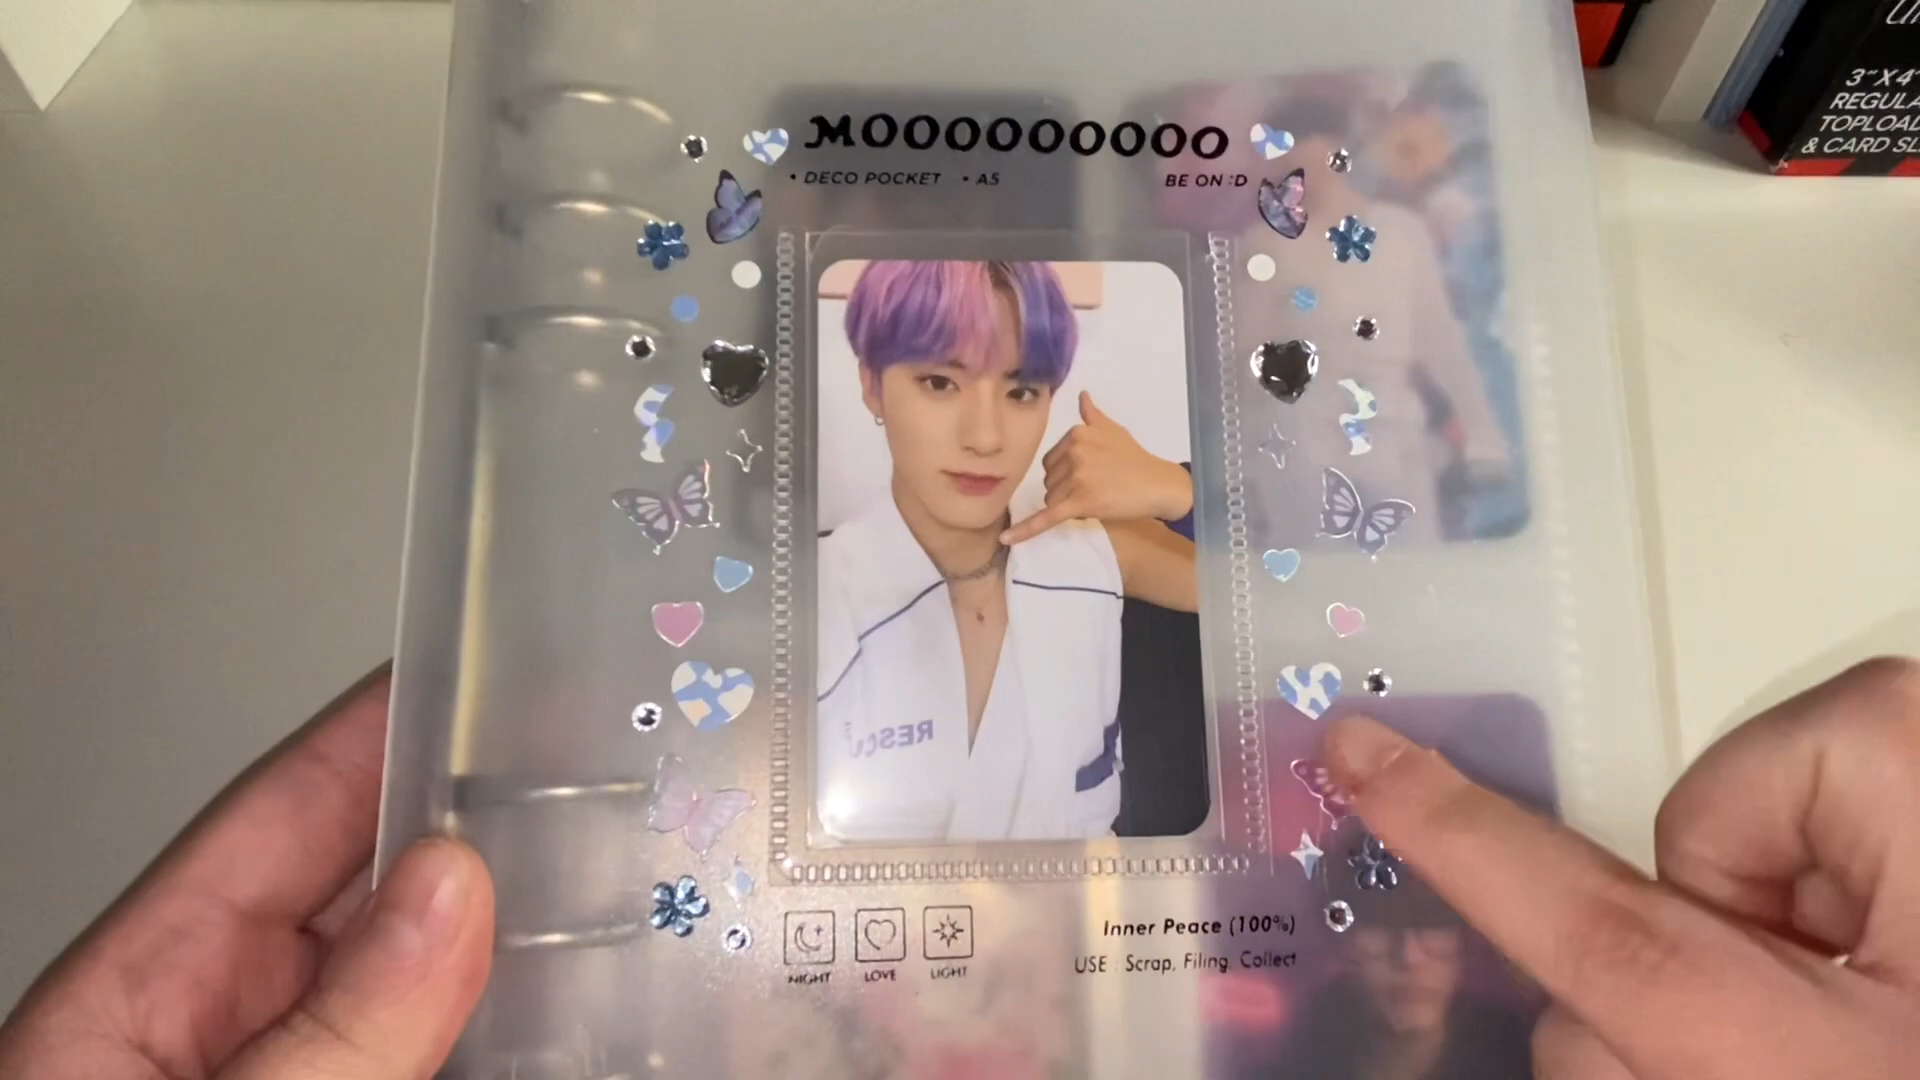 MOOOOOOOOO
• DECO POCKET • A5 BE ON :D
NIGHT LOVE LIGHT
Inner Peace (100%)
USE : Scrap, Filing, Collect
3"X4"
REGULA
TOPLOAD
& CARD SL